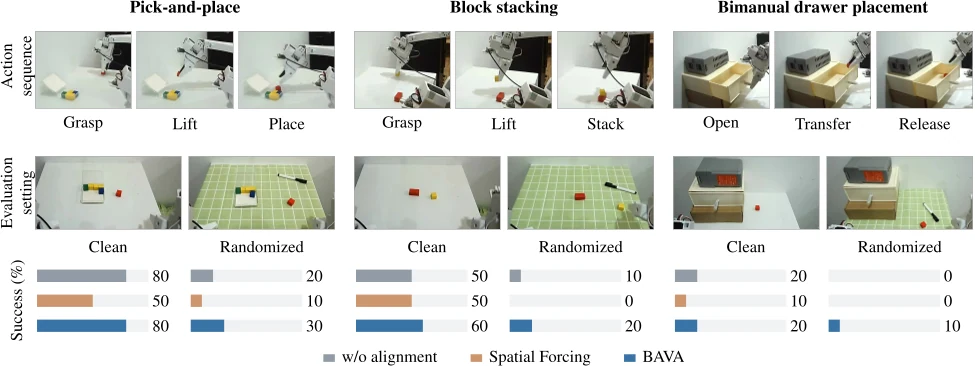 Pick-and-place Block stacking Bimanual drawer placement
Action sequence
Grasp Lift Place Grasp Lift Stack Open Transfer Release
Evaluation setting
Clean Randomized Clean Randomized Clean Randomized
Success (%)
80 20 50 10 20 0
50 10 50 0 10 0
80 30 60 20 20 10
w/o alignment Spatial Forcing BAVA